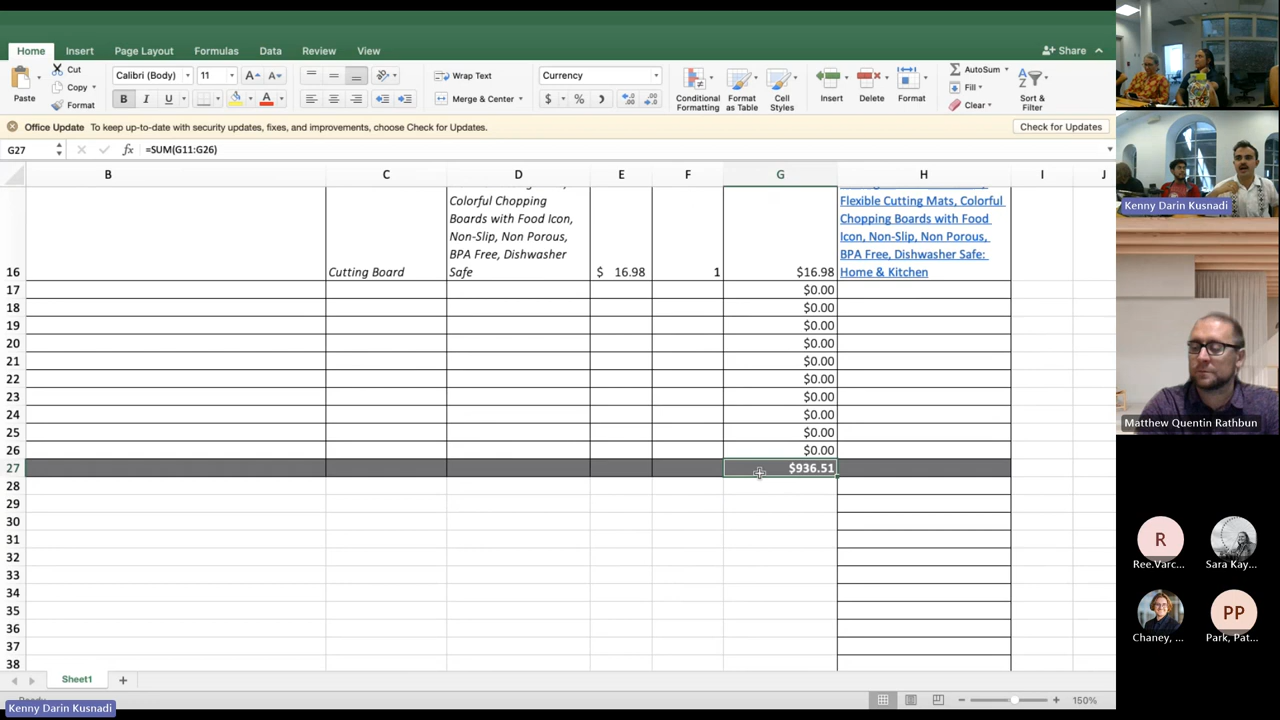 Home Insert Page Layout Formulas Data Review View Share
Paste Cut Copy Format
Calibri (Body) 11 A A
B I U A
Wrap Text
Merge & Center
Currency
$ % )
Conditional Formatting
Format as Table
Cell Styles
Insert Delete Format
AutoSum
Fill
Clear
Sort & Filter
Office Update To keep up-to-date with security updates, fixes, and improvements, choose Check for Updates. Check for Updates
G27 fx =SUM(G11:G26)
B C D E F G H I J
Colorful Chopping
Boards with Food Icon,
Non-Slip, Non Porous,
BPA Free, Dishwasher
Safe
Flexible Cutting Mats, Colorful
Chopping Boards with Food
Icon, Non-Slip, Non Porous,
BPA Free, Dishwasher Safe:
Home & Kitchen
16 Cutting Board $ 16.98 1 $16.98
17 $0.00
18 $0.00
19 $0.00
20 $0.00
21 $0.00
22 $0.00
23 $0.00
24 $0.00
25 $0.00
26 $0.00
27 $936.51
28
29
30
31
32
33
34
35
36
37
38
Sheet1
150%
Kenny Darin Kusnadi
Kenny Darin Kusnadi
Matthew Quentin Rathbun
R
Ree.Varc...
Sara Kay...
Chaney, ...
PP
Park, Pat...